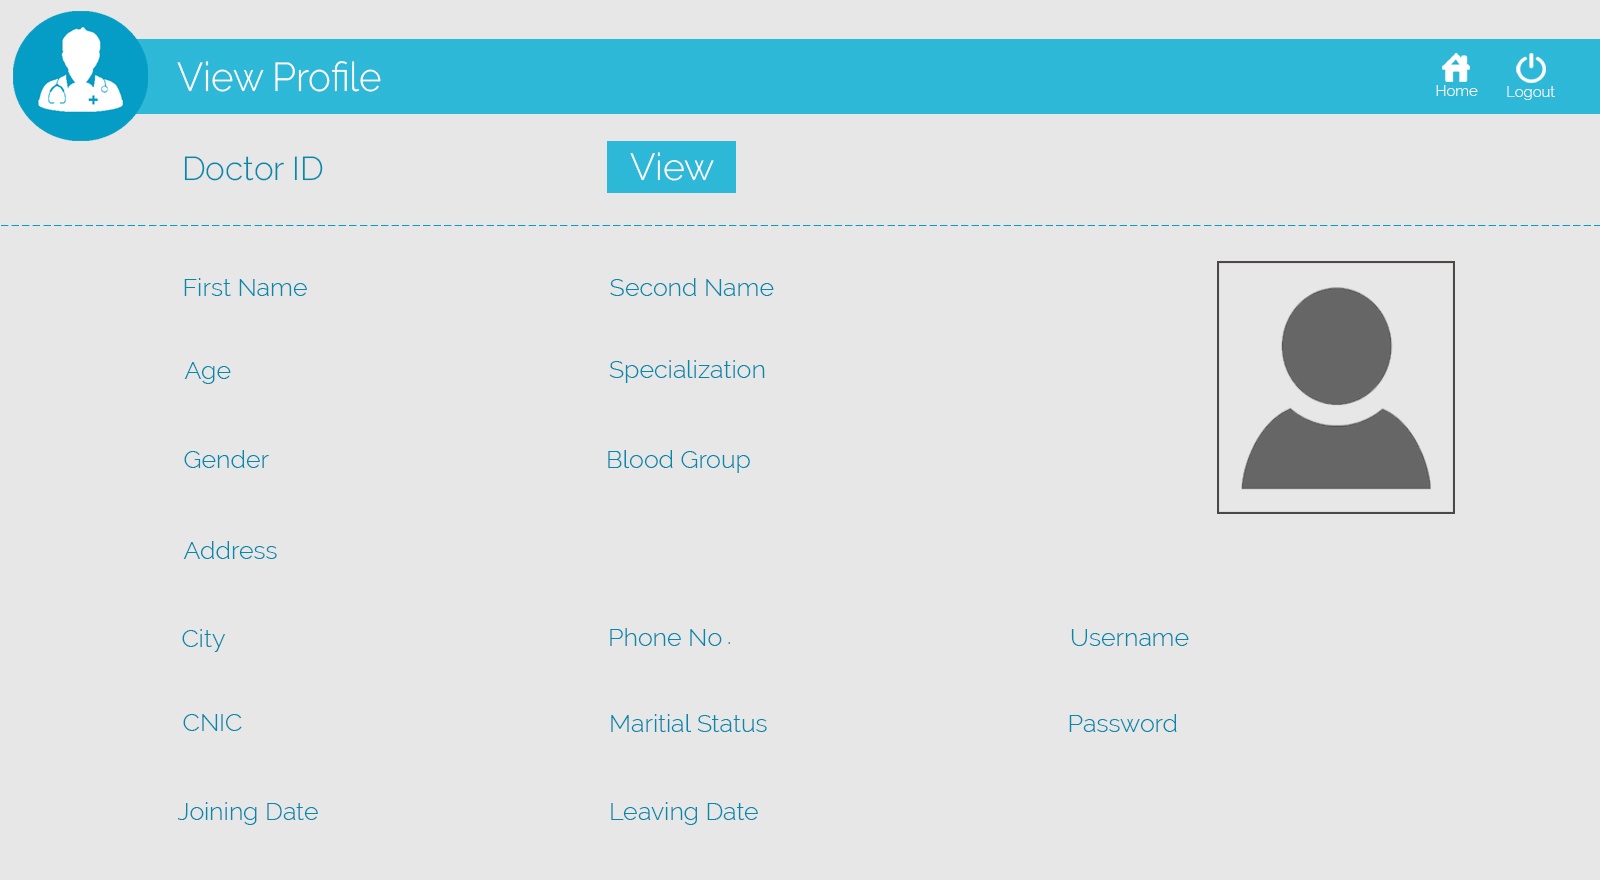 View Profile
Home
Logout
Doctor ID
View
First Name
Second Name
Age
Specialization
Gender
Blood Group
Address
City
Phone No .
Username
CNIC
Maritial Status
Password
Joining Date
Leaving Date